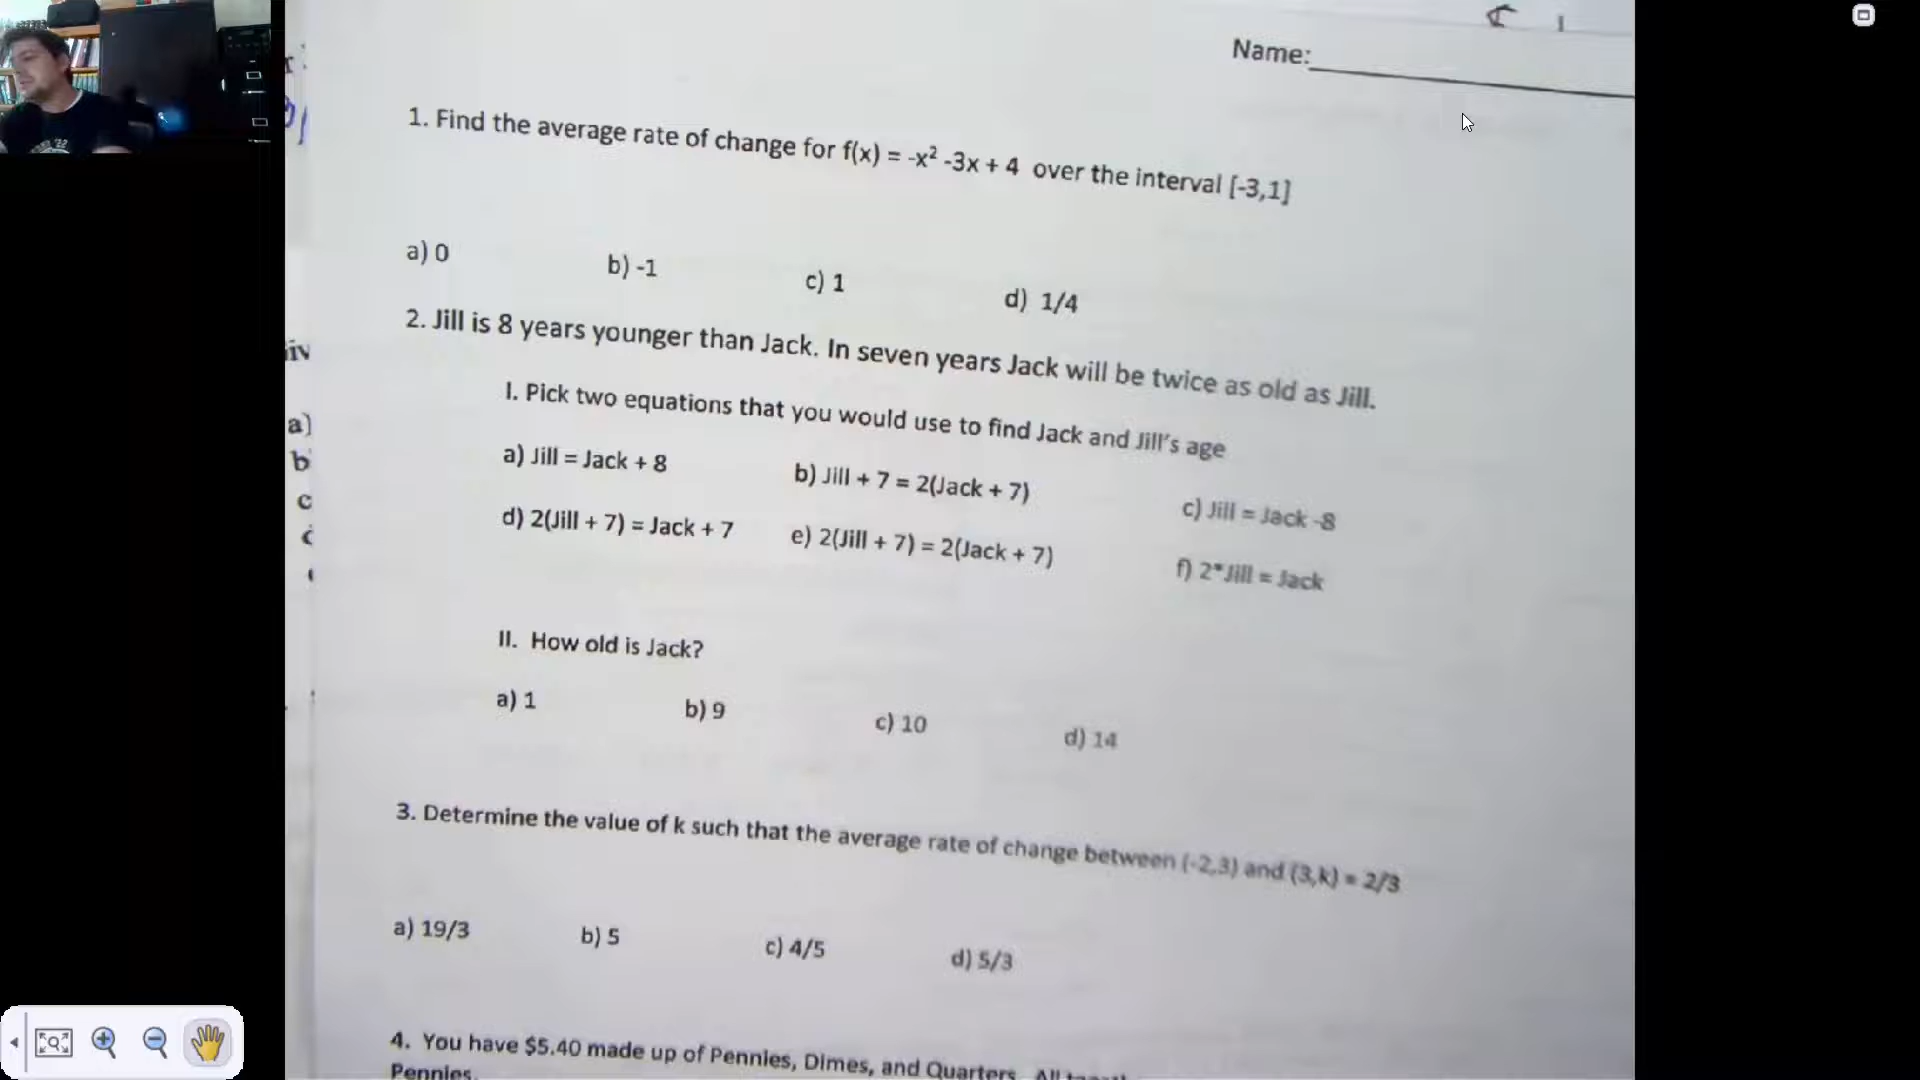 Name:
1. Find the average rate of change for f(x) = -x² -3x + 4 over the interval [-3,1]
a) 0 b) -1 c) 1 d) 1/4
2. Jill is 8 years younger than Jack. In seven years Jack will be twice as old as Jill.
I. Pick two equations that you would use to find Jack and Jill's age
a) Jill = Jack + 8 b) Jill + 7 = 2(Jack + 7) c) Jill = Jack -8
d) 2(Jill + 7) = Jack + 7 e) 2(Jill + 7) = 2(Jack + 7) f) 2*Jill = Jack
II. How old is Jack?
a) 1 b) 9 c) 10 d) 14
3. Determine the value of k such that the average rate of change between (-2,3) and (3,k) = 2/3
a) 19/3 b) 5 c) 4/5 d) 5/3
4. You have $5.40 made up of Pennies, Dimes, and Quarters. All
Pennies.
iv
a)
b
c